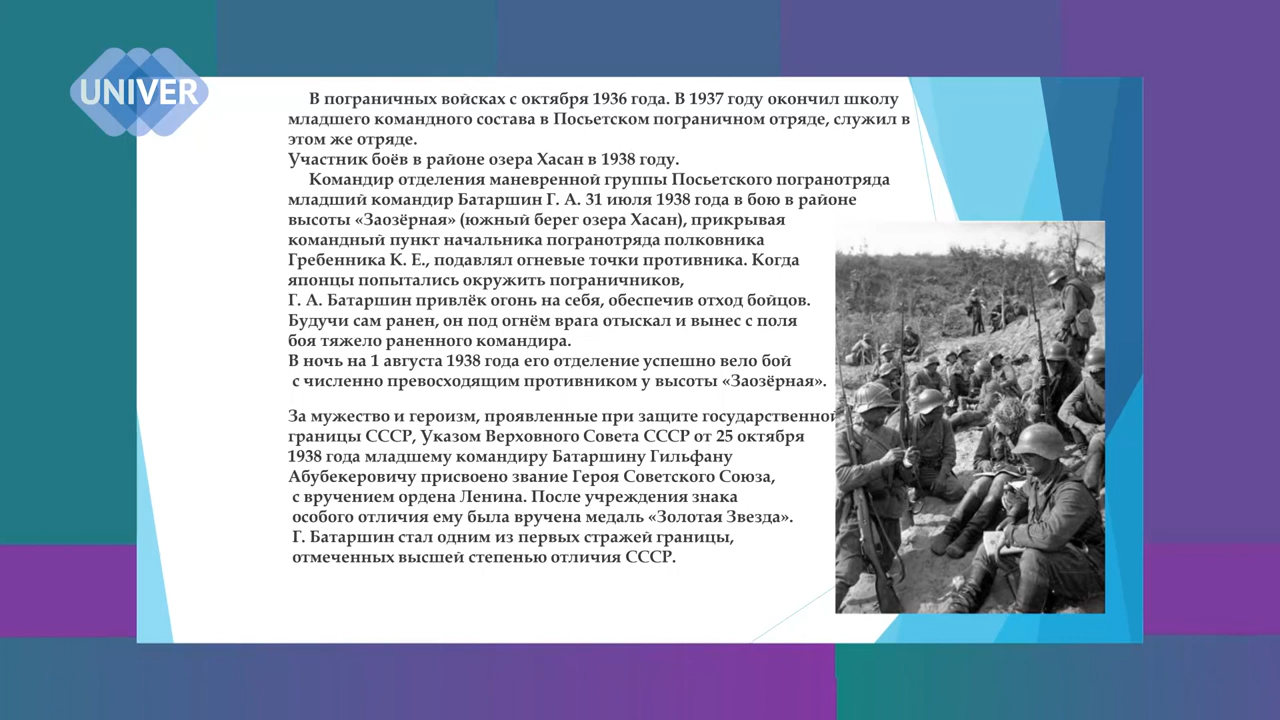 UNIVER
В пограничных войсках с октября 1936 года. В 1937 году окончил школу
младшего командного состава в Посьетском пограничном отряде, служил в
этом же отряде.
Участник боёв в районе озера Хасан в 1938 году.
Командир отделения маневренной группы Посьетского погранотряда
младший командир Батаршин Г. А. 31 июля 1938 года в бою в районе
высоты «Заозёрная» (южный берег озера Хасан), прикрывая
командный пункт начальника погранотряда полковника
Гребенника К. Е., подавлял огневые точки противника. Когда
японцы попытались окружить пограничников,
Г. А. Батаршин привлёк огонь на себя, обеспечив отход бойцов.
Будучи сам ранен, он под огнём врага отыскал и вынес с поля
боя тяжело раненного командира.
В ночь на 1 августа 1938 года его отделение успешно вело бой
с численно превосходящим противником у высоты «Заозёрная».
За мужество и героизм, проявленные при защите государственной
границы СССР, Указом Верховного Совета СССР от 25 октября
1938 года младшему командиру Батаршину Гильфану
Абубекеровичу присвоено звание Героя Советского Союза,
с вручением ордена Ленина. После учреждения знака
особого отличия ему была вручена медаль «Золотая Звезда».
Г. Батаршин стал одним из первых стражей границы,
отмеченных высшей степенью отличия СССР.